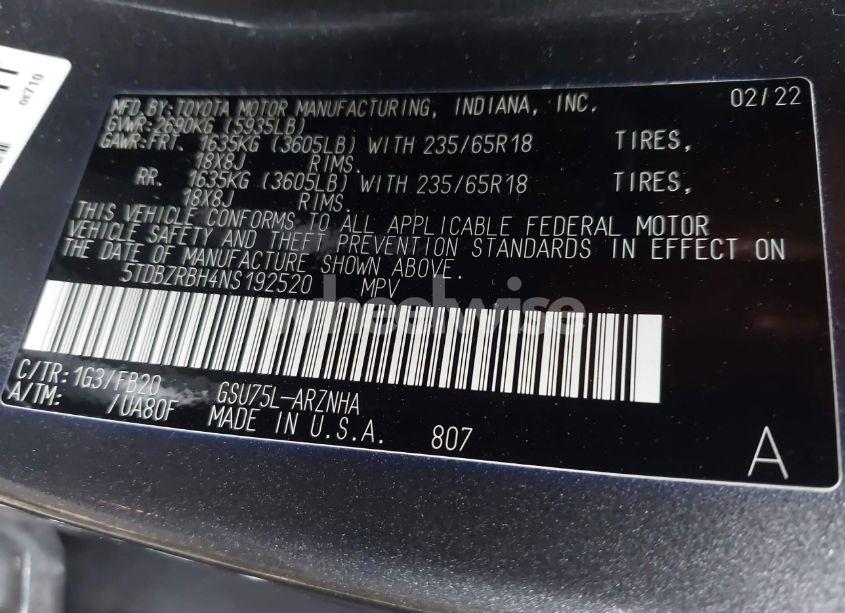 0E71D
MFD.BY:TOYOTA MOTOR MANUFACTURING, INDIANA, INC. 02/22
GVWR:2690KG (5935LB)
GAWR:FRT. 1635KG (3605LB) WITH 235/65R18 TIRES,
18X8J RIMS.
RR. 1635KG (3605LB) WITH 235/65R18 TIRES,
18X8J RIMS.
THIS VEHICLE CONFORMS TO ALL APPLICABLE FEDERAL MOTOR
VEHICLE SAFETY AND THEFT PREVENTION STANDARDS IN EFFECT ON
THE DATE OF MANUFACTURE SHOWN ABOVE.
5TDBZRBH4NS192520 MPV
wheelwise
C/TR:1G3/FB20 GSU75L-ARZNHA
A/TM: /UA80F MADE IN U.S.A. 807
A